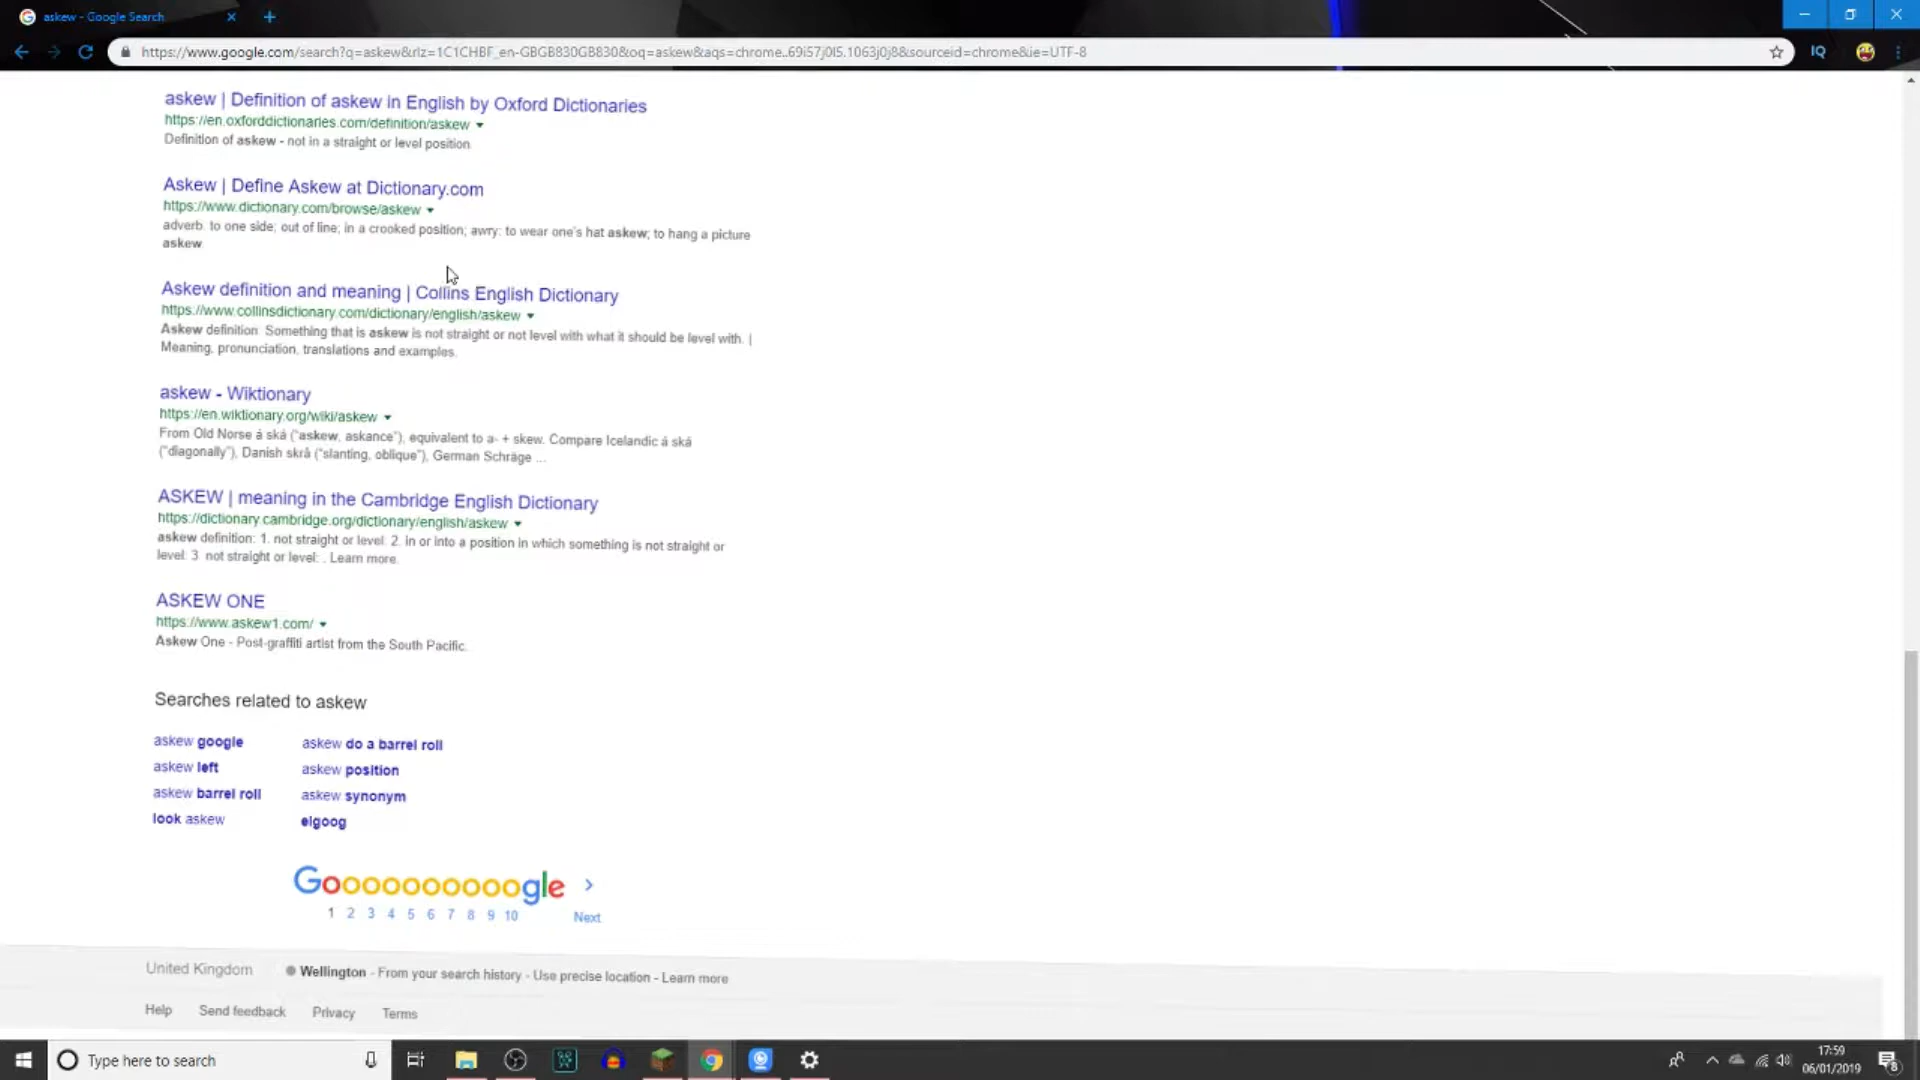 askew - Google Search
https://www.google.com/search?q=askew&rlz=1C1CHBF_en-GBGB830GB830&oq=askew&aqs=chrome..69i57j0l5.1063j0j8&sourceid=chrome&ie=UTF-8
IQ
askew | Definition of askew in English by Oxford Dictionaries
https://en.oxforddictionaries.com/definition/askew
Definition of askew - not in a straight or level position
Askew | Define Askew at Dictionary.com
https://www.dictionary.com/browse/askew
adverb. to one side; out of line; in a crooked position; awry: to wear one's hat askew; to hang a picture
askew
Askew definition and meaning | Collins English Dictionary
https://www.collinsdictionary.com/dictionary/english/askew
Askew definition: Something that is askew is not straight or not level with what it should be level with. |
Meaning, pronunciation, translations and examples.
askew - Wiktionary
https://en.wiktionary.org/wiki/askew
From Old Norse á ská ("askew, askance"), equivalent to a- + skew. Compare Icelandic á ská
("diagonally"), Danish skrå ("slanting, oblique"), German Schräge ...
ASKEW | meaning in the Cambridge English Dictionary
https://dictionary.cambridge.org/dictionary/english/askew
askew definition: 1. not straight or level: 2. in or into a position in which something is not straight or
level: 3. not straight or level: . Learn more.
ASKEW ONE
https://www.askew1.com/
Askew One - Post-graffiti artist from the South Pacific.
Searches related to askew
askew google askew do a barrel roll
askew left askew position
askew barrel roll askew synonym
look askew elgoog
Goooooooooogle >
1 2 3 4 5 6 7 8 9 10 Next
United Kingdom Wellington - From your search history - Use precise location - Learn more
Help Send feedback Privacy Terms
Type here to search
17:59
06/01/2019
8